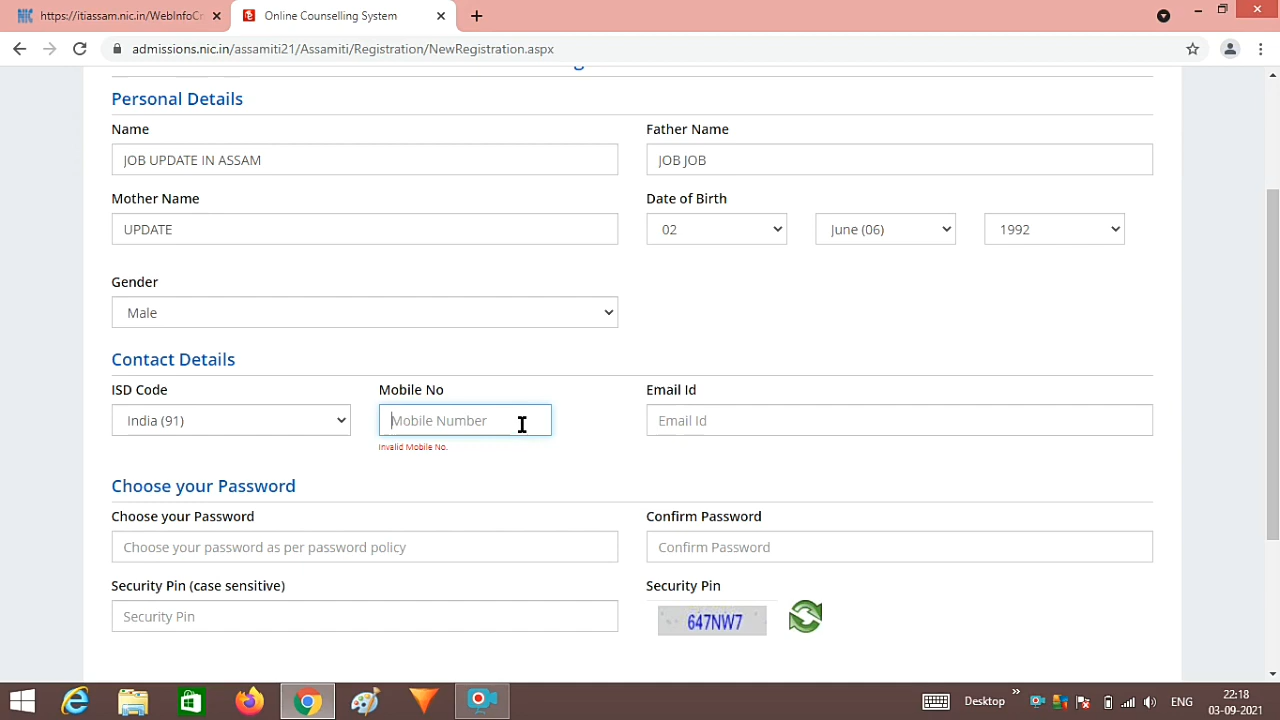 https://itiassam.nic.in/WebInfoCr
Online Counselling System
admissions.nic.in/assamiti21/Assamiti/Registration/NewRegistration.aspx
Personal Details
Name
Father Name
JOB UPDATE IN ASSAM
JOB JOB
Mother Name
Date of Birth
UPDATE
02
June (06)
1992
Gender
Male
Contact Details
ISD Code
Mobile No
Email Id
India (91)
Mobile Number
Email Id
Invalid Mobile No.
Choose your Password
Choose your Password
Confirm Password
Choose your password as per password policy
Confirm Password
Security Pin (case sensitive)
Security Pin
Security Pin
647NW7
Desktop
ENG
22:18
03-09-2021